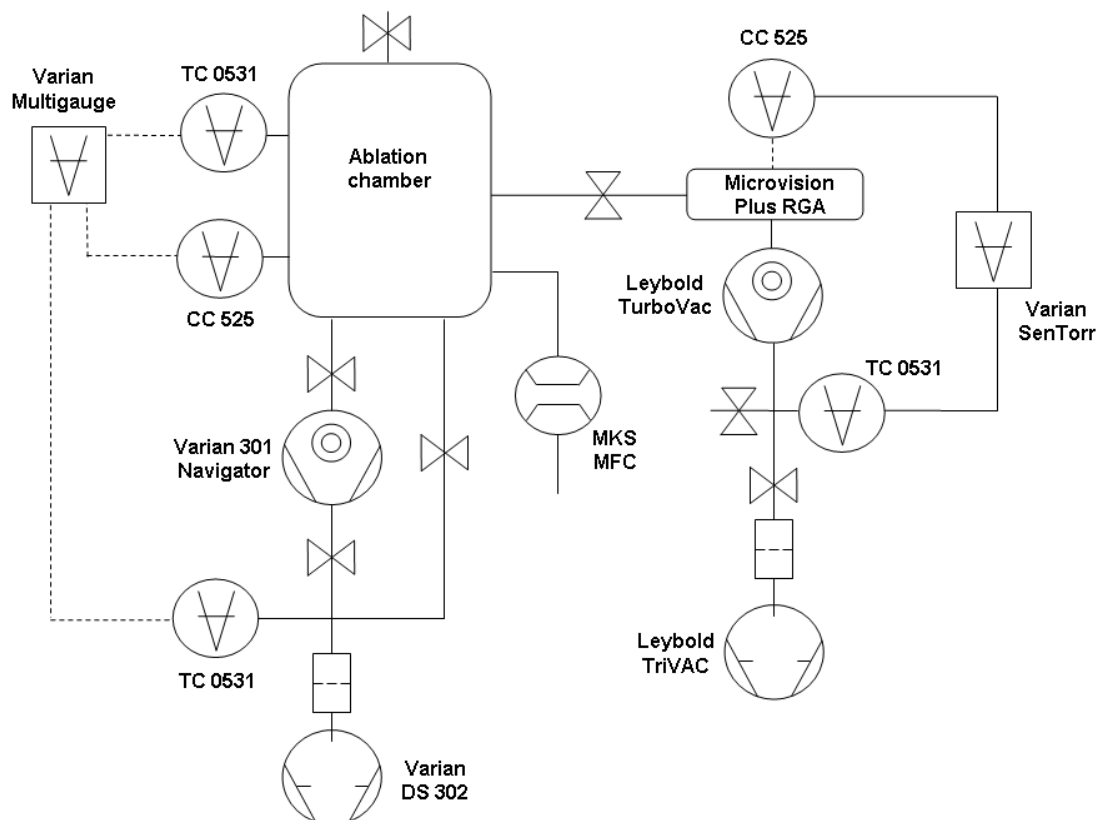 CC 525
Varian
Multigauge
TC 0531
Ablation
chamber
Microvision
Plus RGA
CC 525
Leybold
TurboVac
Varian
SenTorr
TC 0531
Varian 301
Navigator
MKS
MFC
TC 0531
Leybold
TriVAC
Varian
DS 302